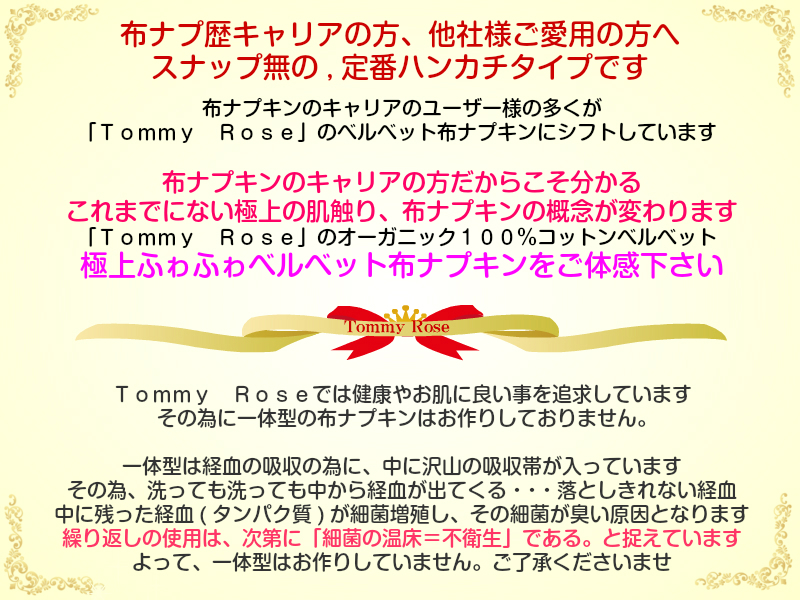 布ナプ歴キャリアの方、他社様ご愛用の方へ
スナップ無の , 定番ハンカチタイプです
布ナプキンのキャリアのユーザー様の多くが
「Ｔｏｍｍｙ　Ｒｏｓｅ」のベルベット布ナプキンにシフトしています
布ナプキンのキャリアの方だからこそ分かる
これまでにない極上の肌触り、布ナプキンの概念が変わります
「Ｔｏｍｍｙ　Ｒｏｓｅ」のオーガニック１００％コットンベルベット
極上ふゎふゎベルベット布ナプキンをご体感下さい
Tommy Rose
Ｔｏｍｍｙ　Ｒｏｓｅでは健康やお肌に良い事を追求しています
その為に一体型の布ナプキンはお作りしておりません。
一体型は経血の吸収の為に、中に沢山の吸収帯が入っています
その為、洗っても洗っても中から経血が出てくる・・・落としきれない経血
中に残った経血 ( タンパク質 ) が細菌増殖し、その細菌が臭い原因となります
繰り返しの使用は、次第に「細菌の温床＝不衛生」である。と捉えています
よって、一体型はお作りしていません。ご了承くださいませ